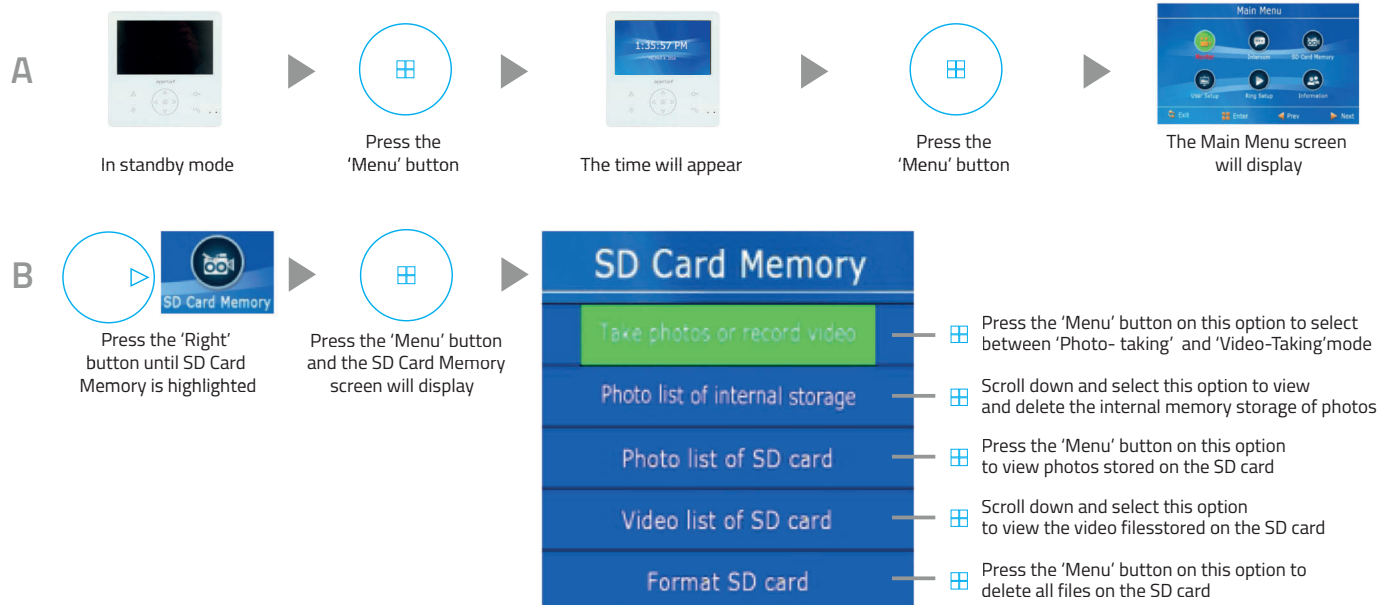 A
In standby mode
Press the
'Menu' button
1:35:57 PM
The time will appear
Press the
'Menu' button
Main Menu
Intercom
SD Card Memory
User Setup
Ring Setup
Information
Exit
Enter
Prev
Next
The Main Menu screen
will display
B
SD Card Memory
Press the 'Right'
button until SD Card
Memory is highlighted
Press the 'Menu' button
and the SD Card Memory
screen will display
SD Card Memory
Take photos or record video
Press the 'Menu' button on this option to select
between 'Photo- taking' and 'Video-Taking'mode
Photo list of internal storage
Scroll down and select this option to view
and delete the internal memory storage of photos
Photo list of SD card
Press the 'Menu' button on this option
to view photos stored on the SD card
Video list of SD card
Scroll down and select this option
to view the video filesstored on the SD card
Format SD card
Press the 'Menu' button on this option to
delete all files on the SD card